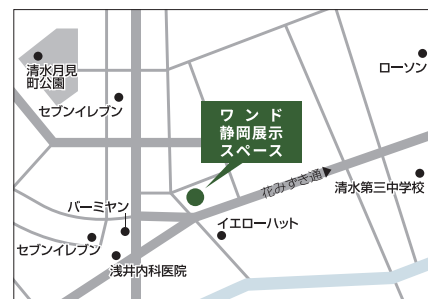 清水月見
町公園
セブンイレブン
ローソン
ワンド
静岡展示
スペース
花みずき通
清水第三中学校
バーミヤン
イエローハット
セブンイレブン
浅井内科医院